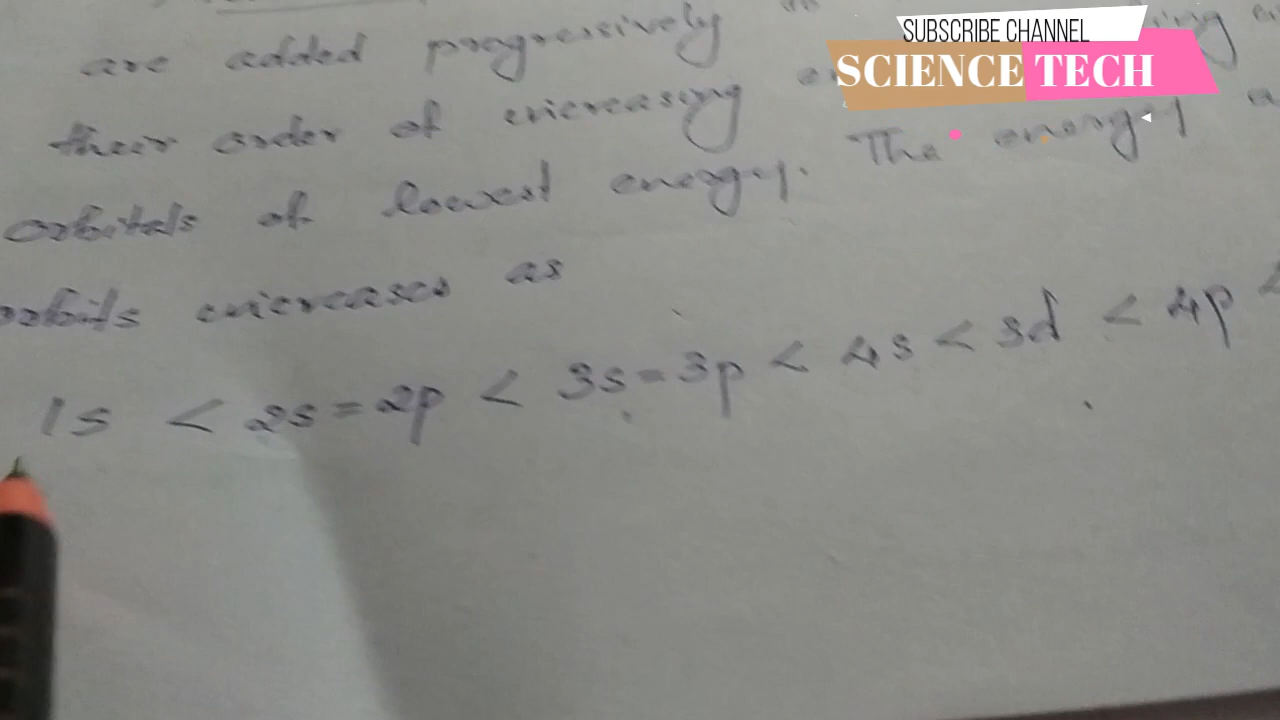 SUBSCRIBE CHANNEL
SCIENCE TECH
are added progressively
their order of increasing
orbitals of lowest energy. The energy
orbits increases as
1s < 2s = 2p < 3s = 3p < 4s < 3d < 4p <